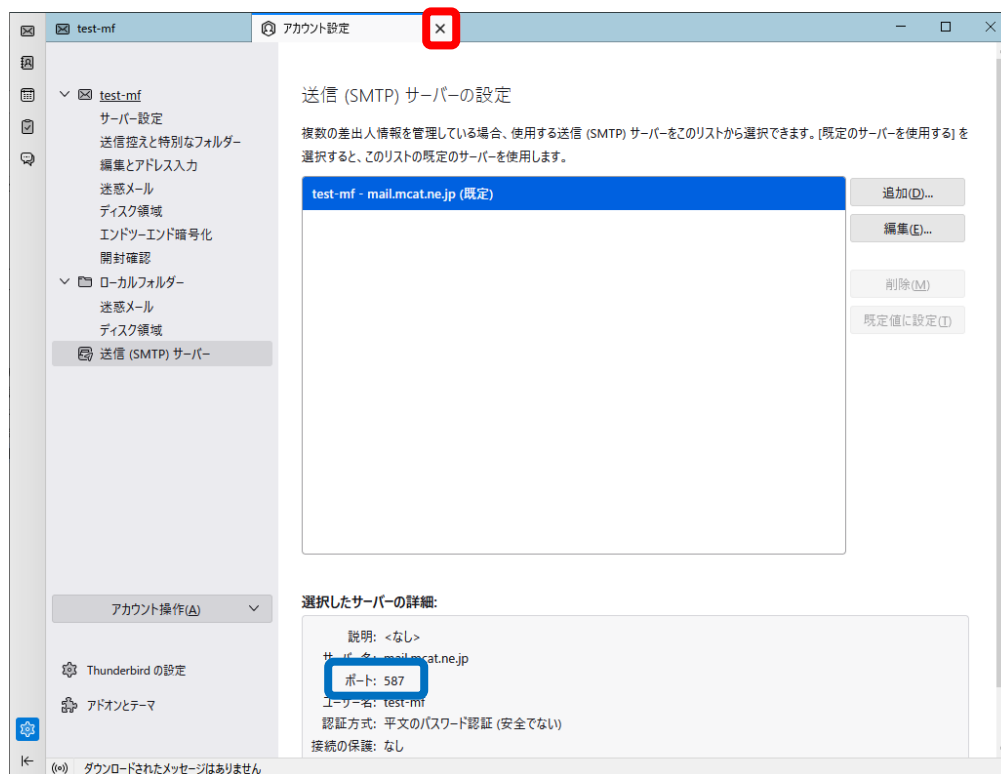 test-mf
アカウント設定
test-mf
サーバー設定
送信控えと特別なフォルダー
編集とアドレス入力
迷惑メール
ディスク領域
エンドツーエンド暗号化
開封確認
ローカルフォルダー
迷惑メール
ディスク領域
送信 (SMTP) サーバー
アカウント操作(A)
Thunderbird の設定
アドオンとテーマ
送信 (SMTP) サーバーの設定
複数の差出人情報を管理している場合、使用する送信 (SMTP) サーバーをこのリストから選択できます。[既定のサーバーを使用する] を
選択すると、このリストの既定のサーバーを使用します。
test-mf - mail.mcat.ne.jp (既定)
追加(D)...
編集(E)...
削除(M)
既定値に設定(T)
選択したサーバーの詳細:
説明: <なし>
サーバー名: mail.mcat.ne.jp
ポート: 587
ユーザー名: test-mf
認証方式: 平文のパスワード認証 (安全でない)
接続の保護: なし
ダウンロードされたメッセージはありません